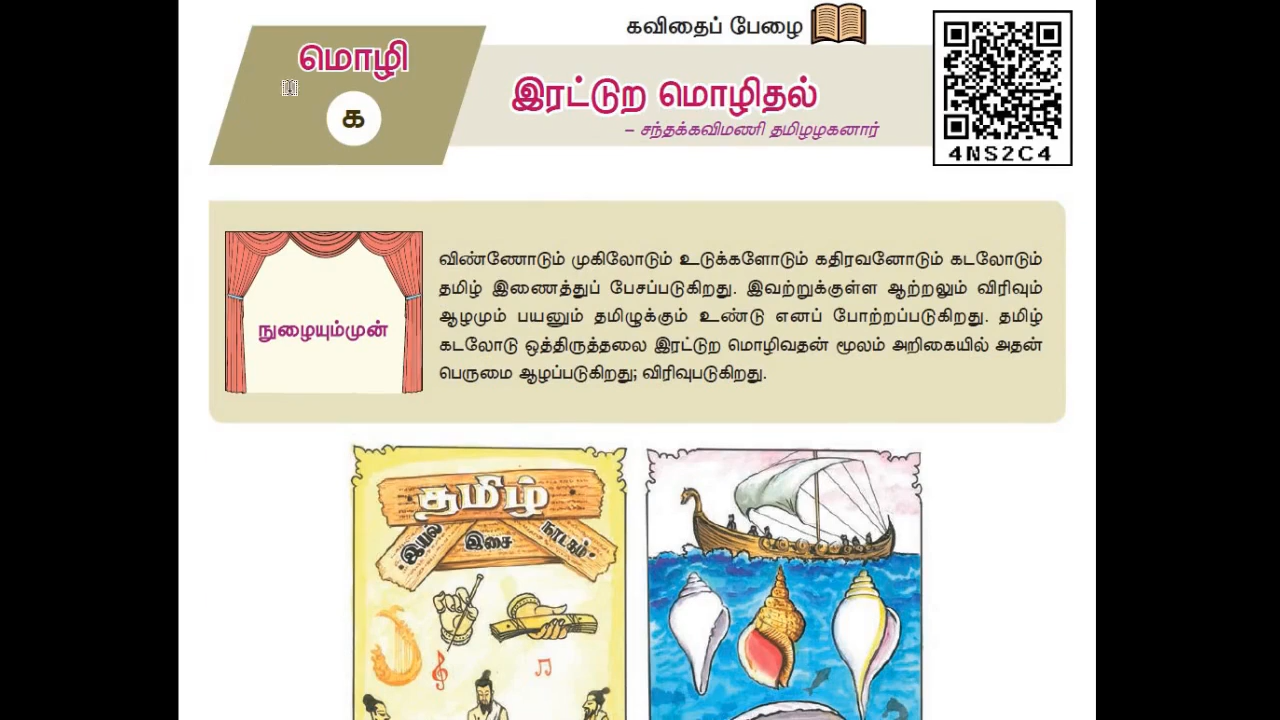 கவிதைப் பேழை
மொழி
க
இரட்டுற மொழிதல்
– சந்தக்கவிமணி தமிழழகனார்
4NS2C4
நுழையும்முன்
விண்ணோடும் முகிலோடும் உடுக்களோடும் கதிரவனோடும் கடலோடும்
தமிழ் இணைத்துப் பேசப்படுகிறது. இவற்றுக்குள்ள ஆற்றலும் விரிவும்
ஆழமும் பயனும் தமிழுக்கும் உண்டு எனப் போற்றப்படுகிறது. தமிழ்
கடலோடு ஒத்திருத்தலை இரட்டுற மொழிவதன் மூலம் அறிகையில் அதன்
பெருமை ஆழப்படுகிறது; விரிவுபடுகிறது.
தமிழ்
இயல் இசை நாடகம்